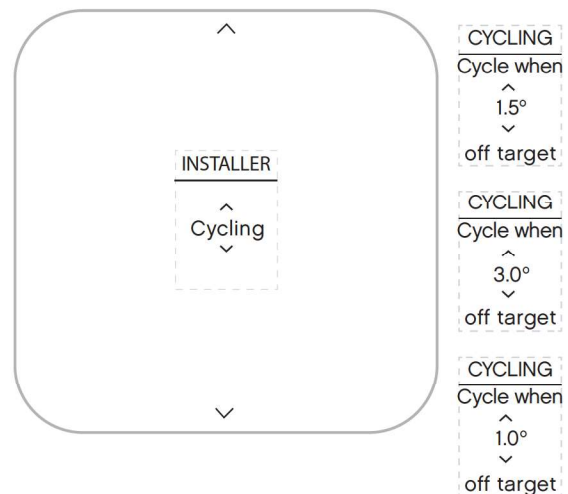 INSTALLER
Cycling
CYCLING
Cycle when
1.5°
off target
CYCLING
Cycle when
3.0°
off target
CYCLING
Cycle when
1.0°
off target